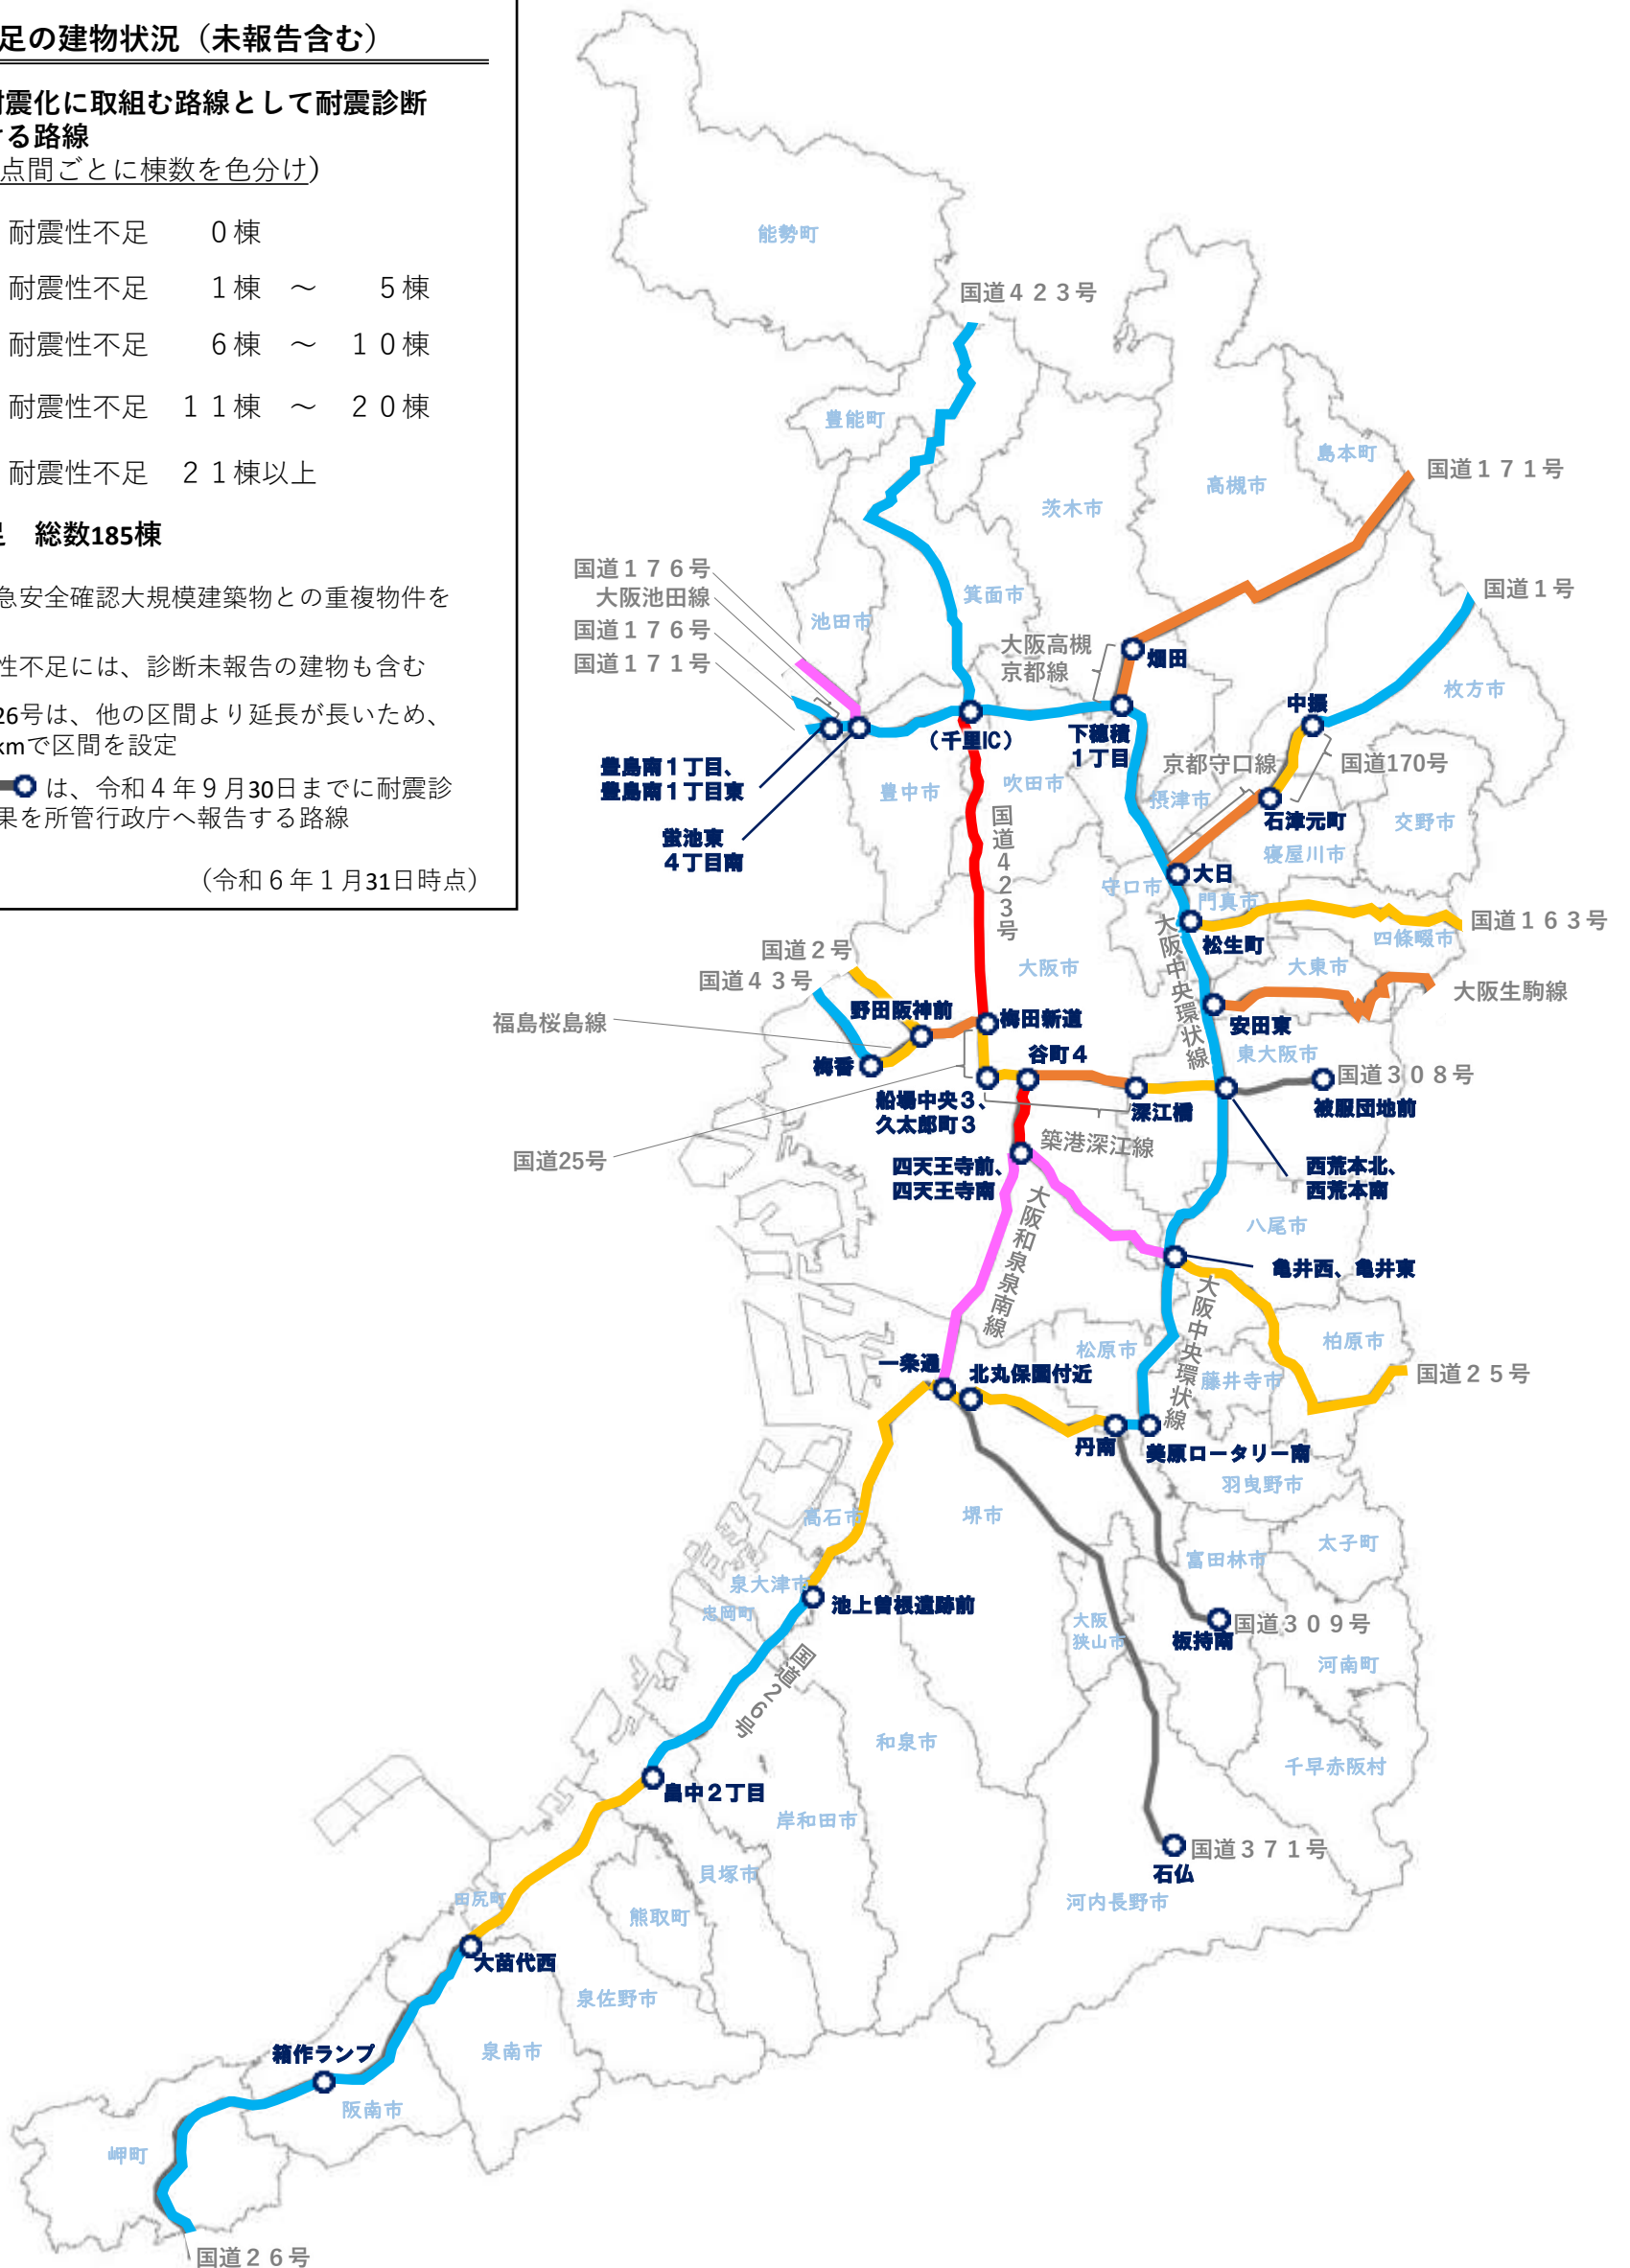 足の建物状況（未報告含む）
耐震化に取組む路線として耐震診断
ける路線
点間ごとに棟数を色分け）
耐震性不足　０棟
耐震性不足　１棟　～　５棟
耐震性不足　６棟　～　１０棟
耐震性不足　１１棟　～　２０棟
耐震性不足　２１棟以上
足　総数185棟
急安全確認大規模建築物との重複物件を
性不足には、診断未報告の建物も含む
26号は、他の区間より延長が長いため、
kmで区間を設定
は、令和４年９月30日までに耐震診
果を所管行政庁へ報告する路線
（令和６年１月31日時点）
能勢町
国道４２３号
豊能町
島本町
国道１７１号
高槻市
茨木市
国道１７６号
大阪池田線
国道１７６号
国道１７１号
池田市
箕面市
国道１号
大阪高槻
京都線
畑田
枚方市
中振
（千里IC）
下穂積
１丁目
京都守口線
国道170号
豊島南１丁目、
豊島南１丁目東
豊中市
吹田市
摂津市
石津元町
交野市
蛍池東
４丁目南
国道４２３号
寝屋川市
大日
守口市
門真市
松生町
国道１６３号
四條畷市
国道２号
国道４３号
大阪市
大阪中央環状線
大東市
大阪生駒線
福島桜島線
野田阪神前
梅田新道
安田東
東大阪市
梅香
谷町４
国道３０８号
船場中央３、
久太郎町３
深江橋
被服団地前
築港深江線
国道25号
四天王寺前、
四天王寺南
西荒本北、
西荒本南
大阪和泉泉南線
八尾市
亀井西、亀井東
大阪中央環状線
柏原市
松原市
国道２５号
藤井寺市
一条通
北丸保園付近
丹南
美原ロータリー南
羽曳野市
高石市
堺市
太子町
富田林市
泉大津市
忠岡町
池上曽根遺跡前
大阪
狭山市
国道３０９号
板持南
河南町
国道２６号
和泉市
千早赤阪村
畠中２丁目
岸和田市
貝塚市
国道３７１号
石仏
河内長野市
田尻町
熊取町
大苗代西
泉佐野市
泉南市
箱作ランプ
阪南市
岬町
国道２６号